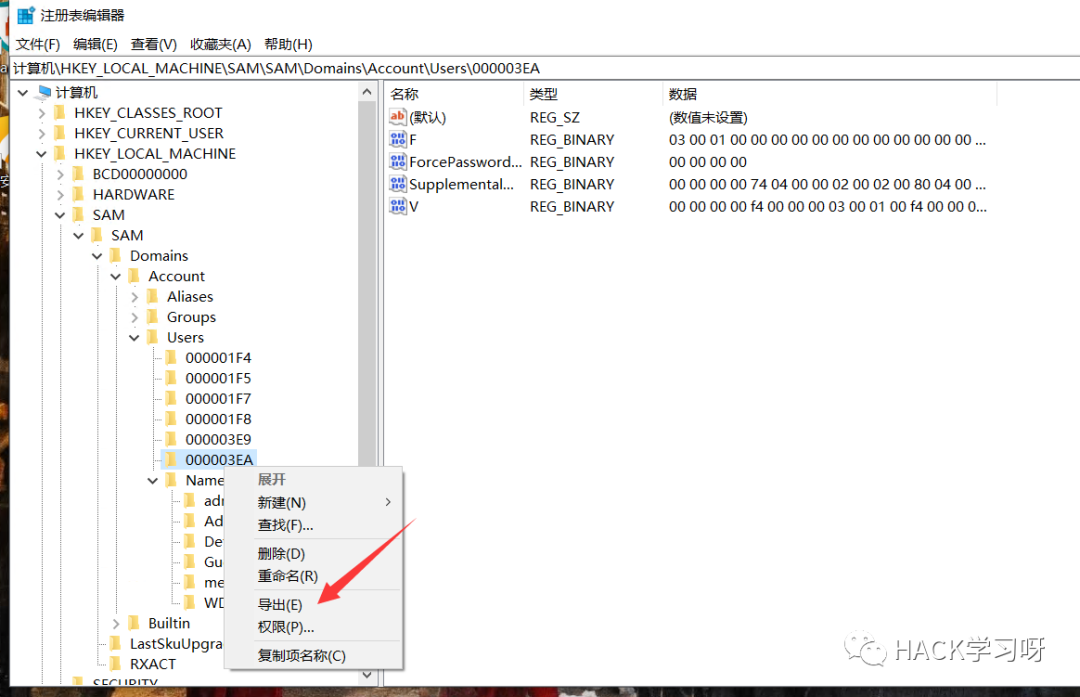 注册表编辑器
文件(F) 编辑(E) 查看(V) 收藏夹(A) 帮助(H)
计算机\HKEY_LOCAL_MACHINE\SAM\SAM\Domains\Account\Users\000003EA
计算机
HKEY_CLASSES_ROOT
HKEY_CURRENT_USER
HKEY_LOCAL_MACHINE
BCD00000000
HARDWARE
SAM
SAM
Domains
Account
Aliases
Groups
Users
000001F4
000001F5
000001F7
000001F8
000003E9
000003EA
Name
adr
Ad
De
Gu
me
WD
Builtin
LastSkuUpgra
RXACT
SECURITY
名称 类型 数据
(默认) REG_SZ (数值未设置)
F REG_BINARY 03 00 01 00 00 00 00 00 00 00 00 00 00 00 00 ...
ForcePassword... REG_BINARY 00 00 00 00
Supplemental... REG_BINARY 00 00 00 00 74 04 00 00 02 00 02 00 80 04 00 ...
V REG_BINARY 00 00 00 00 f4 00 00 00 03 00 01 00 f4 00 00 0...
展开
新建(N)
查找(F)...
删除(D)
重命名(R)
导出(E)
权限(P)...
复制项名称(C)
HACK学习呀